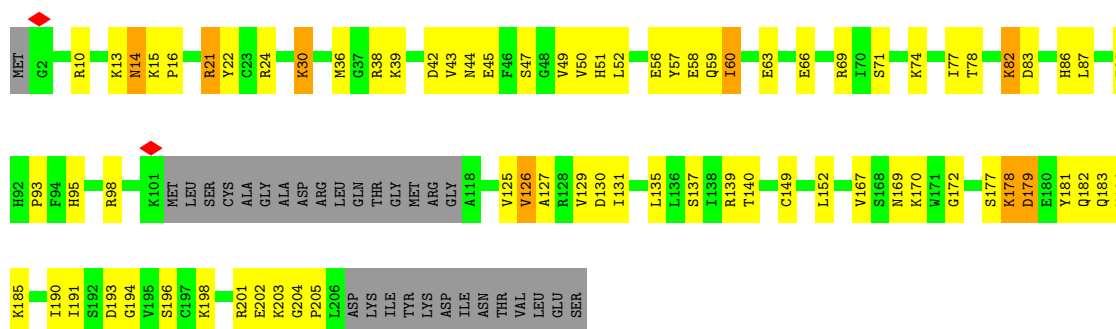 MET G2 R10 K13 N14 K15 P16 R21 Y22 C23 R24 K30 M36 G37 R38 K39 D42 V43 N44 E45 F46 S47 G48 V49 V50 H51 L52 E56 Y57 E58 Q59 I60 E63 E66 R69 I70 S71 K74 I77 T78 K82 D83 H86 L87
H92 P93 F94 H95 R98 K101 MET LEU SER CYS ALA GLY ALA ASP ARG LEU GLN THR GLY MET ARG GLY A118 V125 V126 A127 R128 V129 D130 I131 L135 L136 S137 I138 R139 T140 C149 L152 V167 S168 N169 K170 W171 G172 S177 K178 D179 E180 Y181 Q182 Q183
K185 I190 I191 S192 D193 G194 V195 S196 C197 K198 R201 E202 K203 G204 P205 L206 ASP LYS ILE TYR LYS ASP ILE ASN THR VAL LEU GLU SER